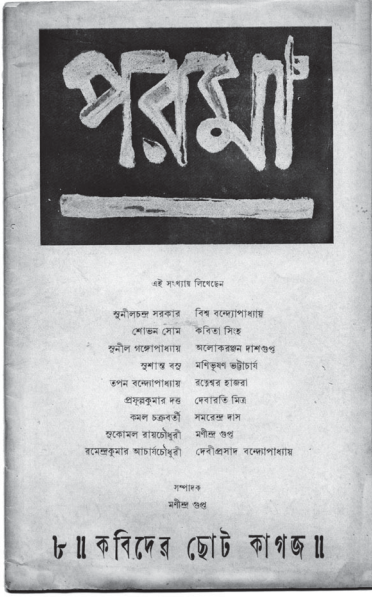 পরমা
এই সংখ্যায় লিখেছেন
সুনীলচন্দ্র সরকার বিশ্ব বন্দ্যোপাধ্যায়
শোভন সোম কবিতা সিংহ
সুনীল গঙ্গোপাধ্যায় অলোকরঞ্জন দাশগুপ্ত
সুশান্ত বসু মণিভূষণ ভট্টাচার্য
তপন বন্দ্যোপাধ্যায় রত্নেশ্বর হাজরা
প্রফুল্লকুমার দত্ত দেবারতি মিত্র
কমল চক্রবর্তী সমরেন্দ্র দাস
সুকোমল রায়চৌধুরী মণীন্দ্র গুপ্ত
রমেন্দ্রকুমার আচার্যচৌধুরী দেবীপ্রসাদ বন্দ্যোপাধ্যায়
সম্পাদক
মণীন্দ্র গুপ্ত
৮ ॥ কবিদের ছোট কাগজ ॥